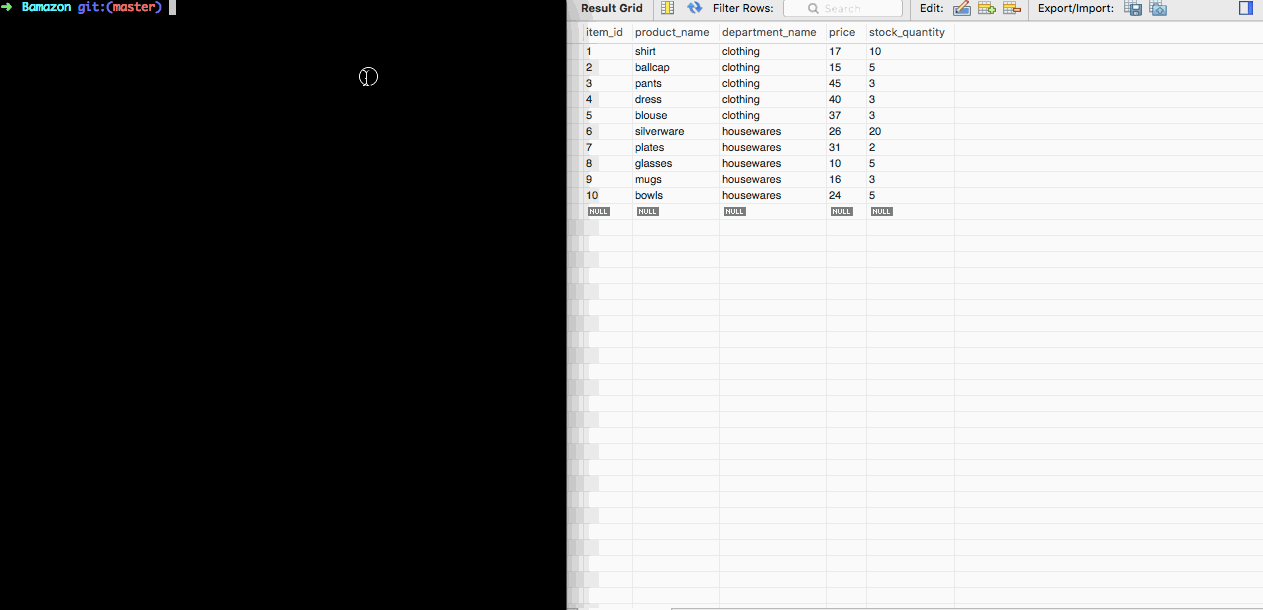 ➜ Bamazon git:(master)
Result Grid Filter Rows: Search Edit: Export/Import:
item_id product_name department_name price stock_quantity
1 shirt clothing 17 10
2 ballcap clothing 15 5
3 pants clothing 45 3
4 dress clothing 40 3
5 blouse clothing 37 3
6 silverware housewares 26 20
7 plates housewares 31 2
8 glasses housewares 10 5
9 mugs housewares 16 3
10 bowls housewares 24 5
NULL NULL NULL NULL NULL